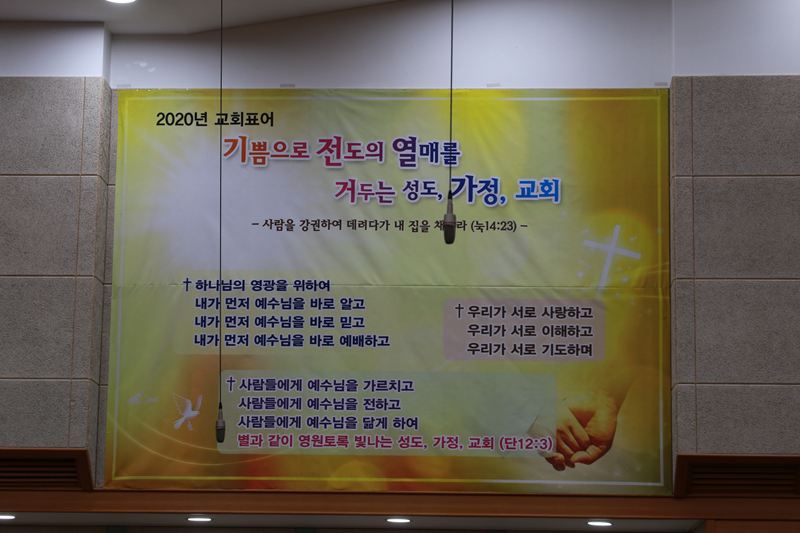 2020년 교회표어
기쁨으로 전도의 열매를
거두는 성도, 가정, 교회
- 사람을 강권하여 데려다가 내 집을 라 (눅14:23) -
†하나님의 영광을 위하여
내가 먼저 예수님을 바로 알고
내가 먼저 예수님을 바로 믿고
내가 먼저 예수님을 바로 예배하고
†우리가 서로 사랑하고
우리가 서로 이해하고
우리가 서로 기도하며
†사람들에게 예수님을 가르치고
사람들에게 예수님을 전하고
사람들에게 예수님을 닮게 하여
별과 같이 영원토록 빛나는 성도, 가정, 교회 (단12:3)